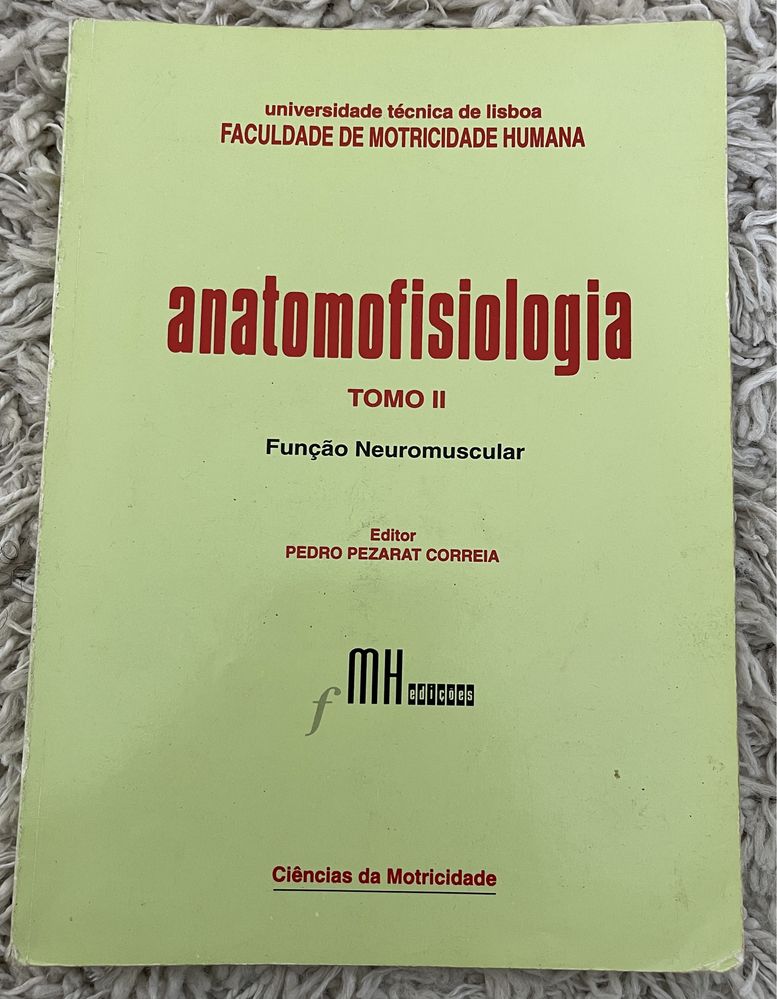 universidade técnica de lisboa
FACULDADE DE MOTRICIDADE HUMANA
anatomofisiologia
TOMO II
Função Neuromuscular
Editor
PEDRO PEZARAT CORREIA
fMH edições
Ciências da Motricidade